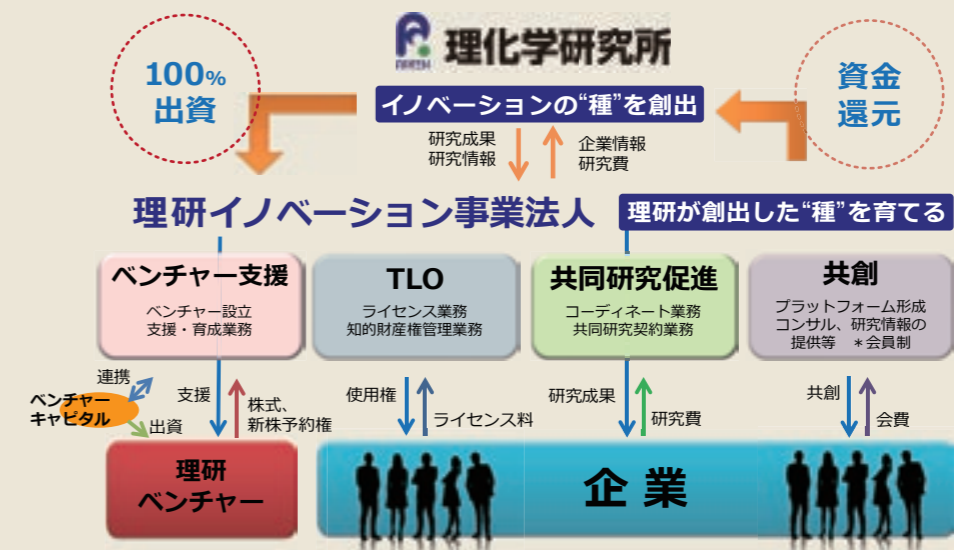 RIKEN
理化学研究所
100%
出資
資金
還元
イノベーションの“種”を創出
研究成果
研究情報
企業情報
研究費
理研イノベーション事業法人
理研が創出した“種”を育てる
ベンチャー支援
ベンチャー設立
支援・育成業務
TLO
ライセンス業務
知的財産権管理業務
共同研究促進
コーディネート業務
共同研究契約業務
共創
プラットフォーム形成
コンサル、研究情報の
提供等 ＊会員制
連携
ベンチャー
キャピタル
出資
支援
株式、
新株予約権
使用権
ライセンス料
研究成果
研究費
共創
会費
理研
ベンチャー
企業